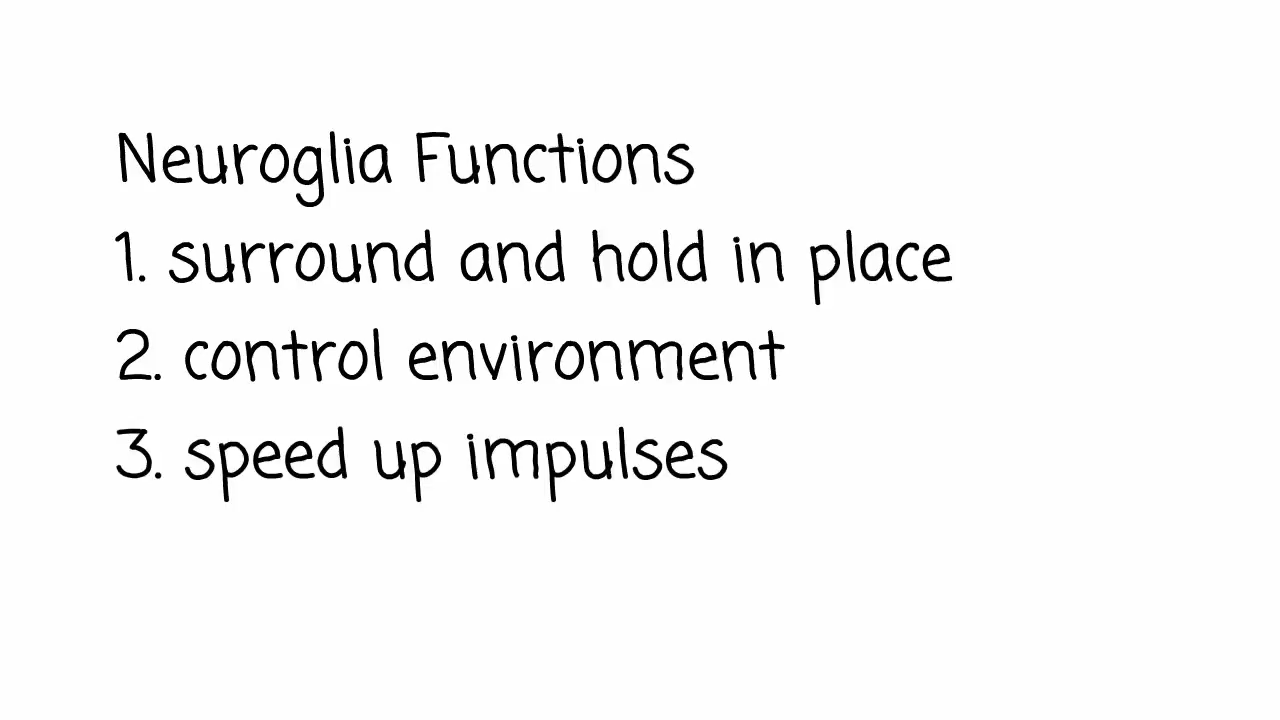 Neuroglia Functions
1. surround and hold in place
2. control environment
3. speed up impulses